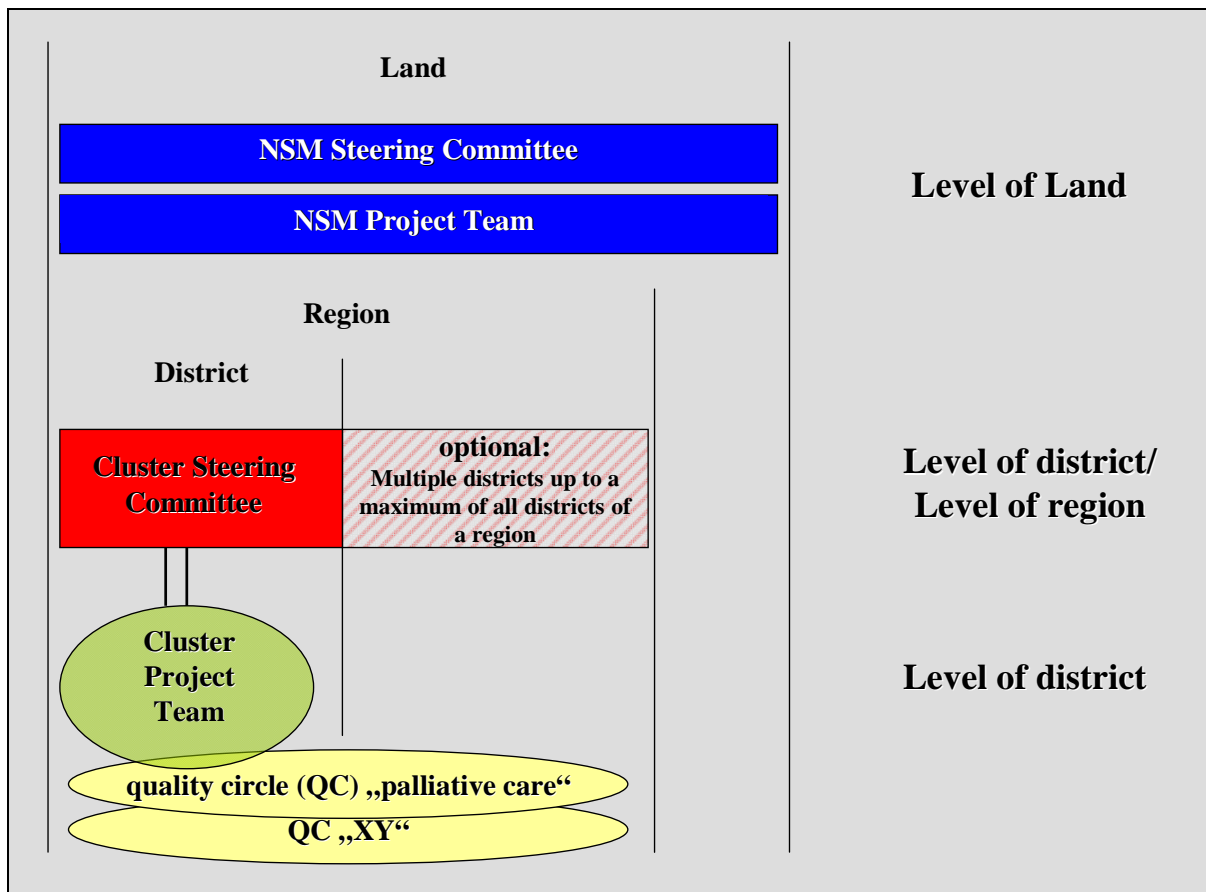 Land
NSM Steering Committee
NSM Project Team
Level of Land
Region
District
Cluster Steering
Committee
optional:
Multiple districts up to a
maximum of all districts of
a region
Level of district/
Level of region
Cluster
Project
Team
Level of district
quality circle (QC) „palliative care“
QC „XY“